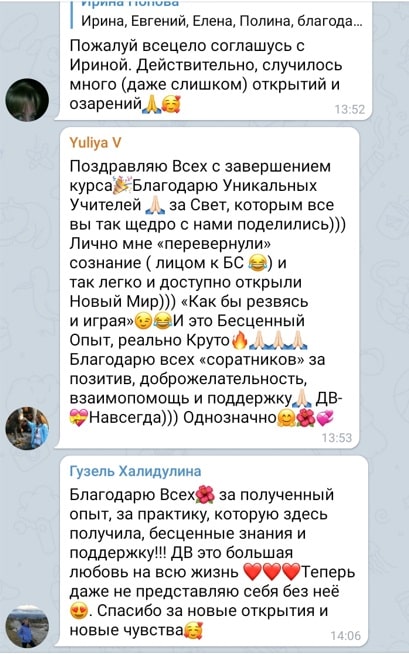 Ирина Попова
Ирина, Евгений, Елена, Полина, благода...
Пожалуй всецело соглашусь с
Ириной. Действительно, случилось
много (даже слишком) открытий и
озарений🙏🥰
13:52
Yuliya V
Поздравляю Всех с завершением
курса🎉Благодарю Уникальных
Учителей🙏🏻 за Свет, которым все
вы так щедро с нами поделились)))
Лично мне «перевернули»
сознание ( лицом к БС 😂) и
так легко и доступно открыли
Новый Мир))) «Как бы резвясь
и играя»😉😂И это Бесценный
Опыт, реально Круто🔥🙏🏻🙏🏻🙏🏻
Благодарю всех «соратников» за
позитив, доброжелательность,
взаимопомощь и поддержку🙏🏻 ДВ-
💝Навсегда))) Однозначно🤗🌺💞
13:53
Гузель Халидулина
Благодарю Всех🌺 за полученный
опыт, за практику, которую здесь
получила, бесценные знания и
поддержку!!! ДВ это большая
любовь на всю жизнь ❤️❤️❤️Теперь
даже не представляю себя без неё
😍. Спасибо за новые открытия и
новые чувства🥰
14:06